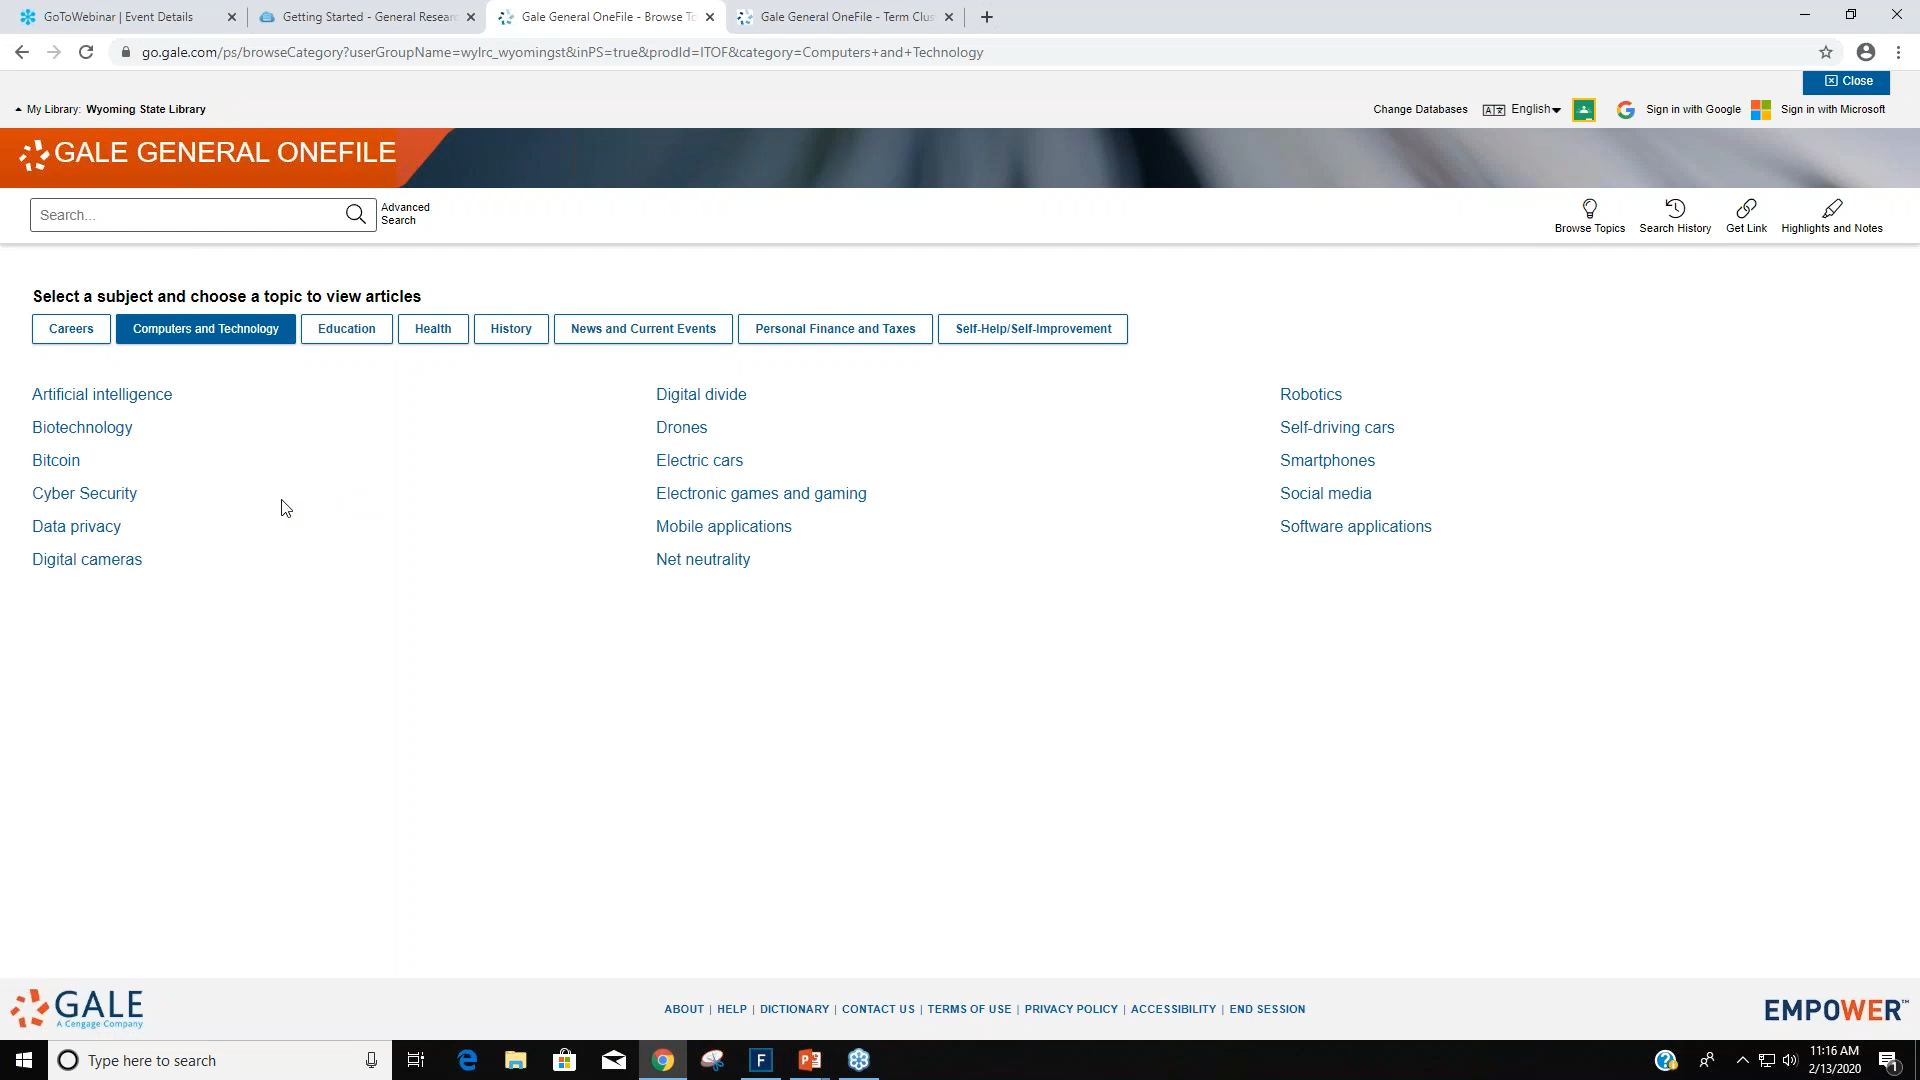 GoToWebinar | Event Details
Getting Started - General Resear
Gale General OneFile - Browse To
Gale General OneFile - Term Clus
go.gale.com/ps/browseCategory?userGroupName=wylrc_wyomingst&inPS=true&prodId=ITOF&category=Computers+and+Technology
Close
My Library: Wyoming State Library
Change Databases
English
Sign in with Google
Sign in with Microsoft
GALE GENERAL ONEFILE
Search...
Advanced
Search
Browse Topics
Search History
Get Link
Highlights and Notes
Select a subject and choose a topic to view articles
Careers
Computers and Technology
Education
Health
History
News and Current Events
Personal Finance and Taxes
Self-Help/Self-Improvement
Artificial intelligence
Biotechnology
Bitcoin
Cyber Security
Data privacy
Digital cameras
Digital divide
Drones
Electric cars
Electronic games and gaming
Mobile applications
Net neutrality
Robotics
Self-driving cars
Smartphones
Social media
Software applications
GALE
A Cengage Company
ABOUT | HELP | DICTIONARY | CONTACT US | TERMS OF USE | PRIVACY POLICY | ACCESSIBILITY | END SESSION
EMPOWER™
Type here to search
11:16 AM
2/13/2020
1